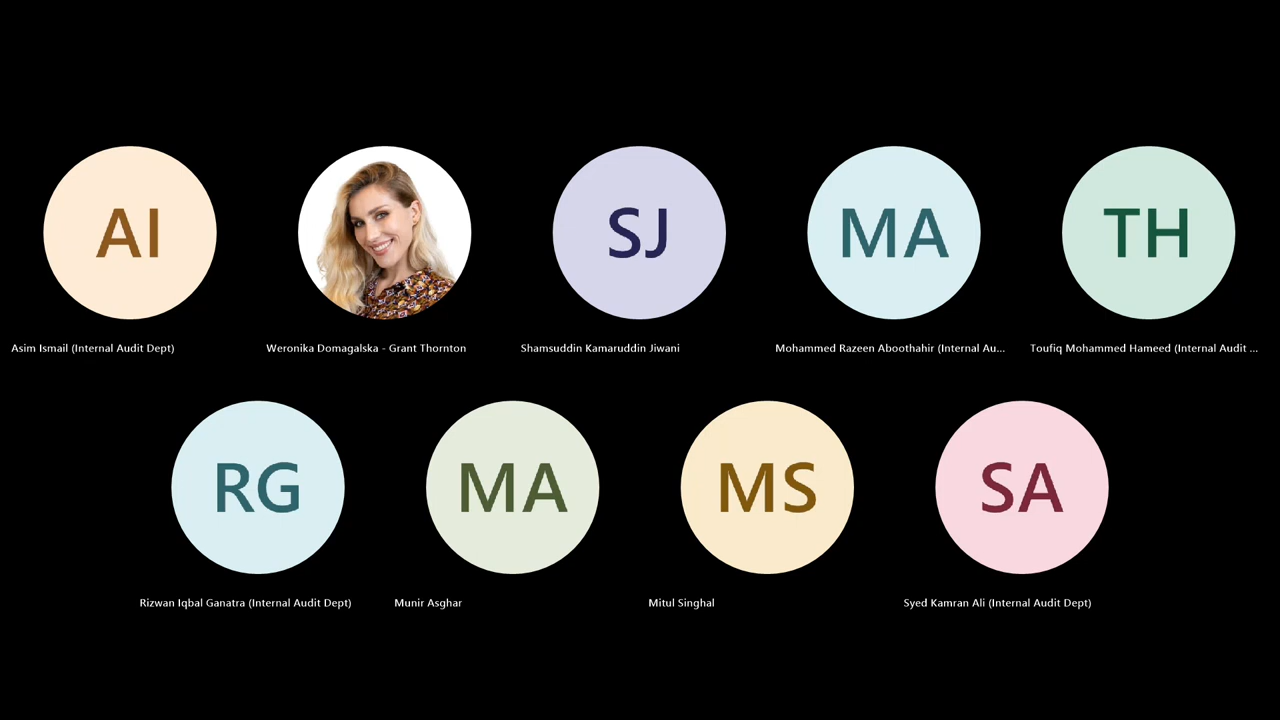 AI
SJ
MA
TH
Asim Ismail (Internal Audit Dept)
Weronika Domagalska - Grant Thornton
Shamsuddin Kamaruddin Jiwani
Mohammed Razeen Aboothahir (Internal Au...
Toufiq Mohammed Hameed (Internal Audit ...
RG
MA
MS
SA
Rizwan Iqbal Ganatra (Internal Audit Dept)
Munir Asghar
Mitul Singhal
Syed Kamran Ali (Internal Audit Dept)